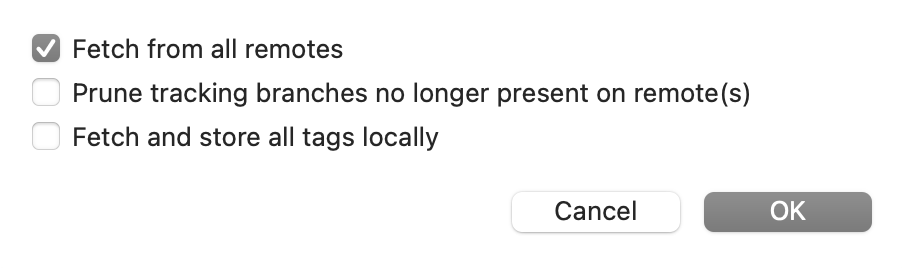 Fetch from all remotes
Prune tracking branches no longer present on remote(s)
Fetch and store all tags locally
Cancel OK